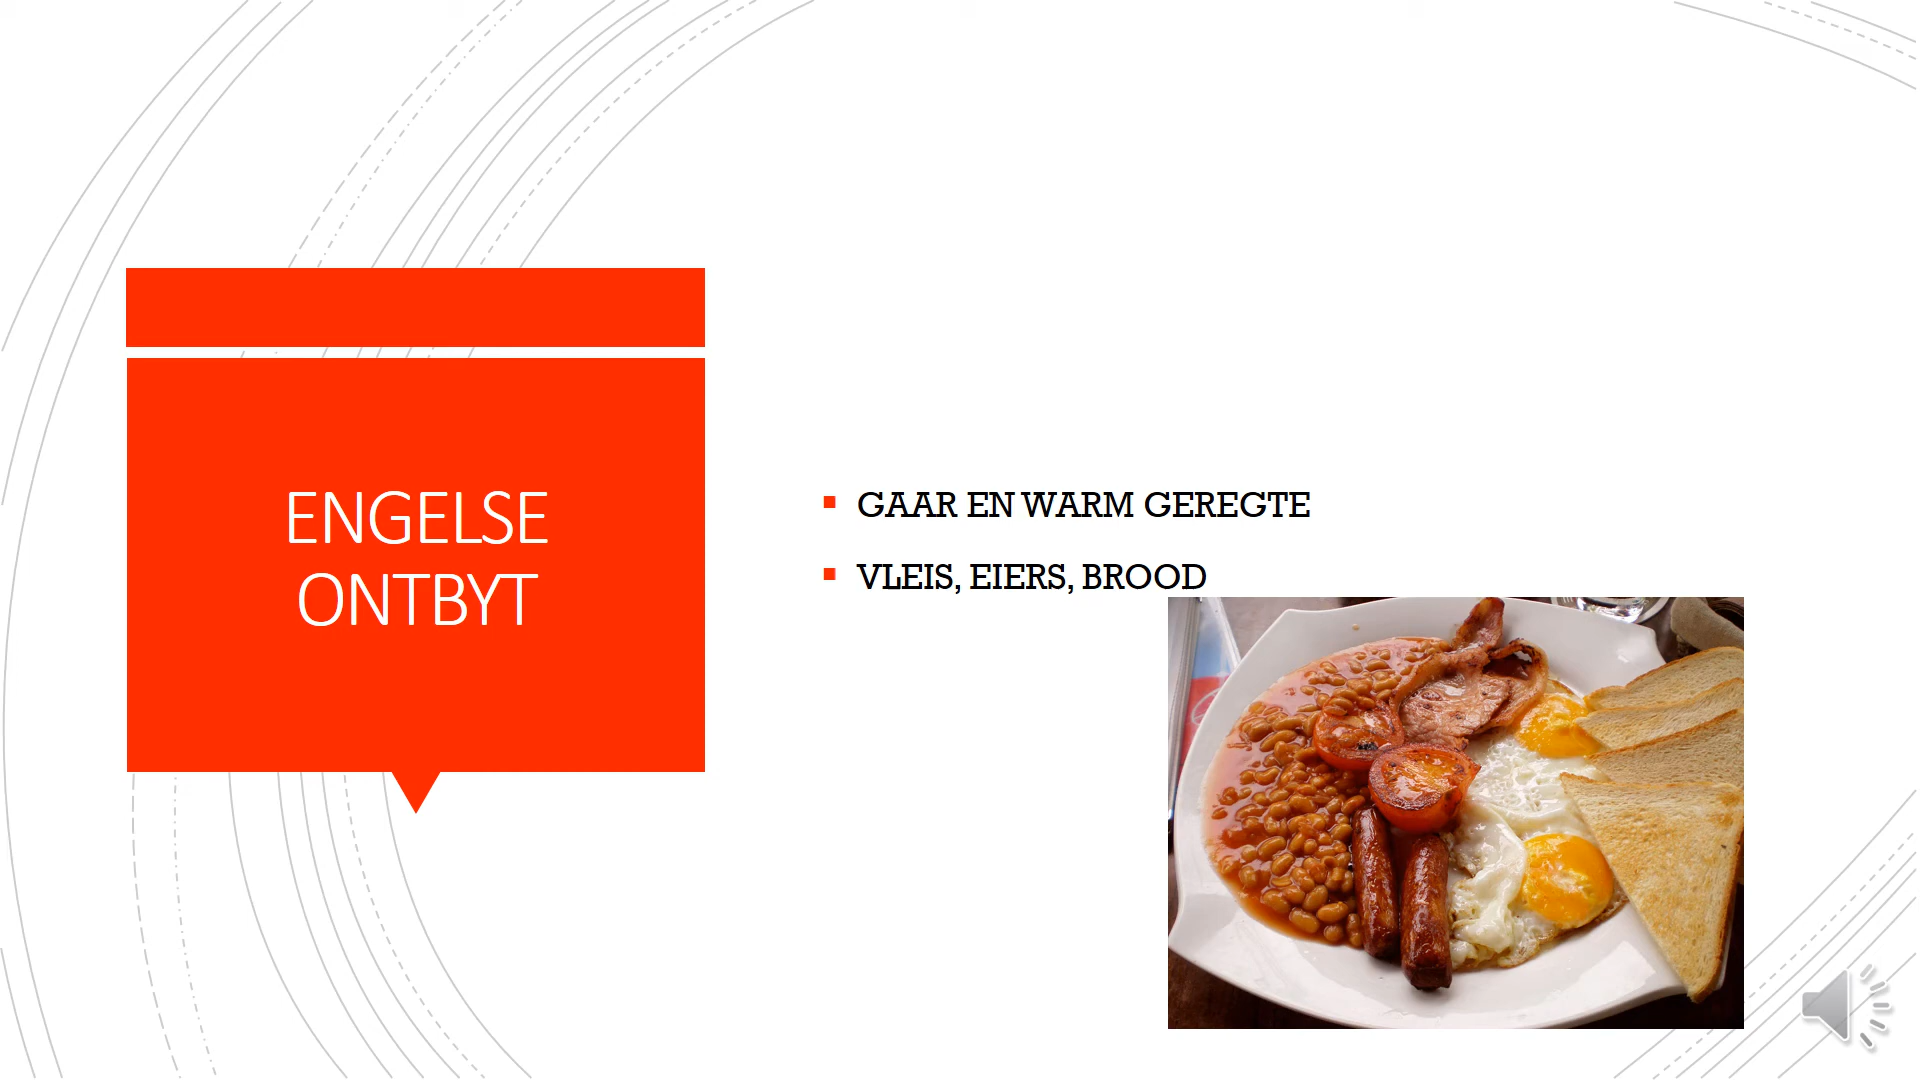 ENGELSE
ONTBYT
GAAR EN WARM GEREGTE
VLEIS, EIERS, BROOD